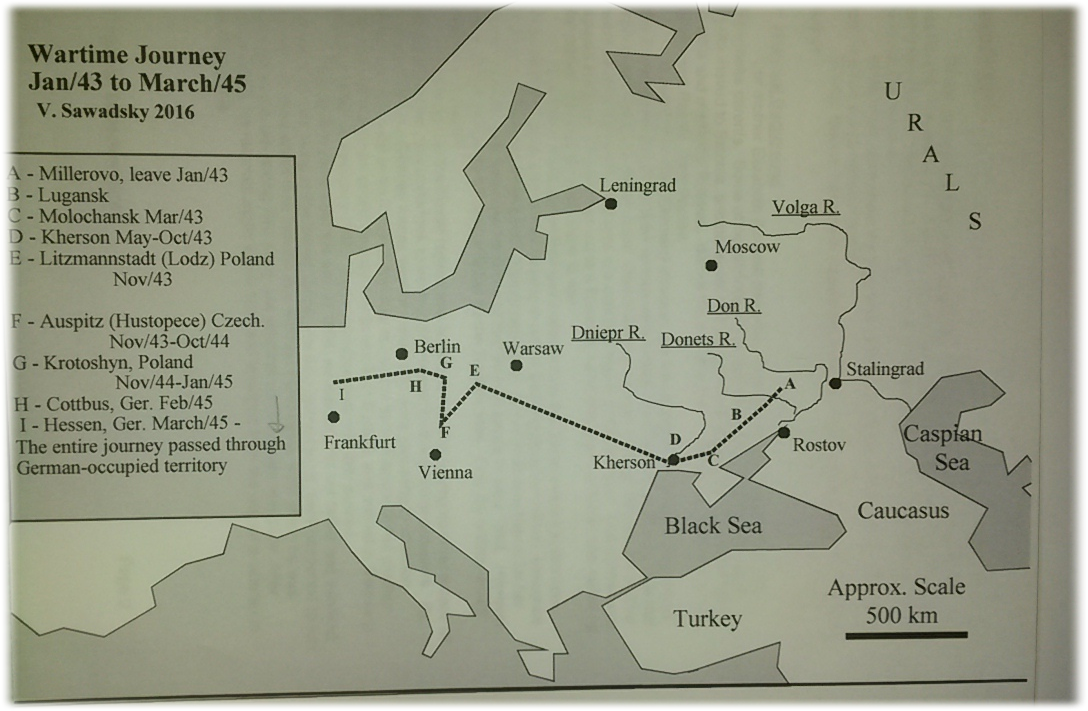 Wartime Journey
Jan/43 to March/45
V. Sawadsky 2016
A - Millerovo, leave Jan/43
B - Lugansk
C - Molochansk Mar/43
D - Kherson May-Oct/43
E - Litzmannstadt (Lodz) Poland
Nov/43
F - Auspitz (Hustopece) Czech.
Nov/43-Oct/44
G - Krotoshyn, Poland
Nov/44-Jan/45
H - Cottbus, Ger. Feb/45
I - Hessen, Ger. March/45 -
The entire journey passed through
German-occupied territory
U
R
A
L
S
Leningrad
Volga R.
Moscow
Don R.
Dniepr R.
Donets R.
Berlin
Warsaw
G
E
H
I
A
Stalingrad
B
F
Frankfurt
Vienna
D
Kherson
C
Rostov
Caspian
Sea
Black Sea
Caucasus
Turkey
Approx. Scale
500 km